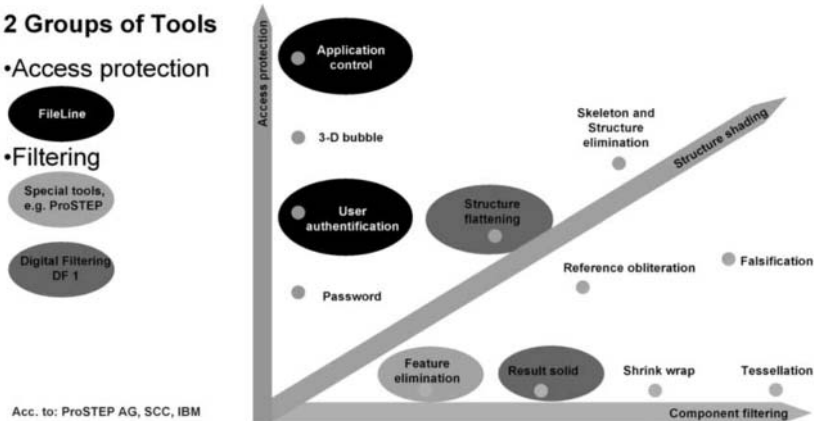 2 Groups of Tools
•Access protection
FileLine
•Filtering
Special tools,
e.g. ProSTEP
Digital Filtering
DF 1
Acc. to: ProSTEP AG, SCC, IBM
Access protection
Application
control
3-D bubble
User
authentification
Password
Structure
flattening
Skeleton and
Structure
elimination
Structure shading
Reference obliteration
Falsification
Feature
elimination
Result solid
Shrink wrap
Tessellation
Component filtering